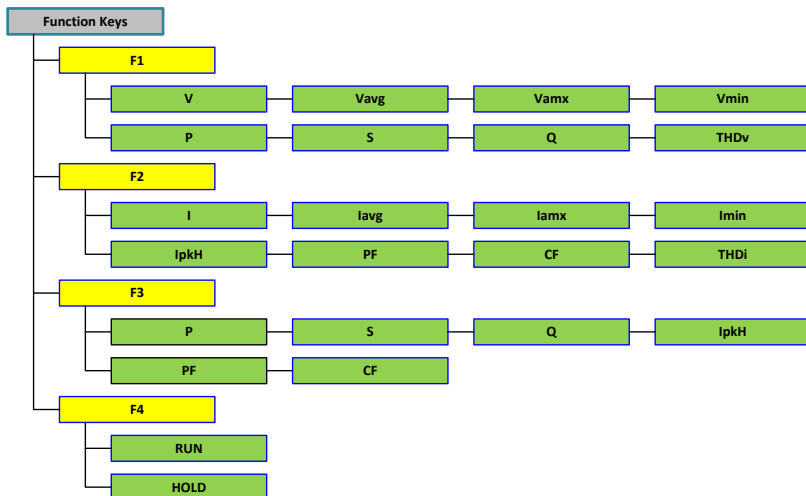 Function Keys
F1
V Vavg Vamx Vmin
P S Q THDv
F2
I Iavg Iamx Imin
IpkH PF CF THDi
F3
P S Q IpkH
PF CF
F4
RUN
HOLD